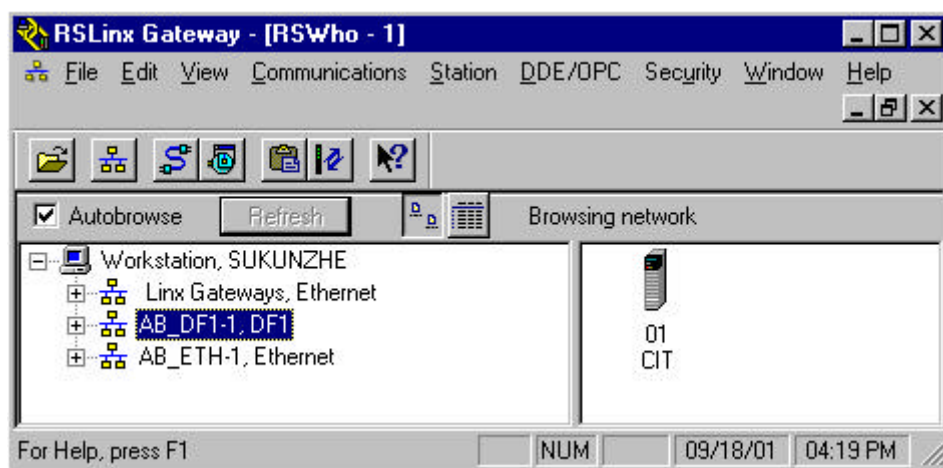 RSLinx Gateway - [RSWho - 1]
File Edit View Communications Station DDE/OPC Security Window Help
Autobrowse Refresh Browsing network
Workstation, SUKUNZHE
Linx Gateways, Ethernet
AB_DF1-1, DF1
AB_ETH-1, Ethernet
01
CIT
For Help, press F1 NUM 09/18/01 04:19 PM